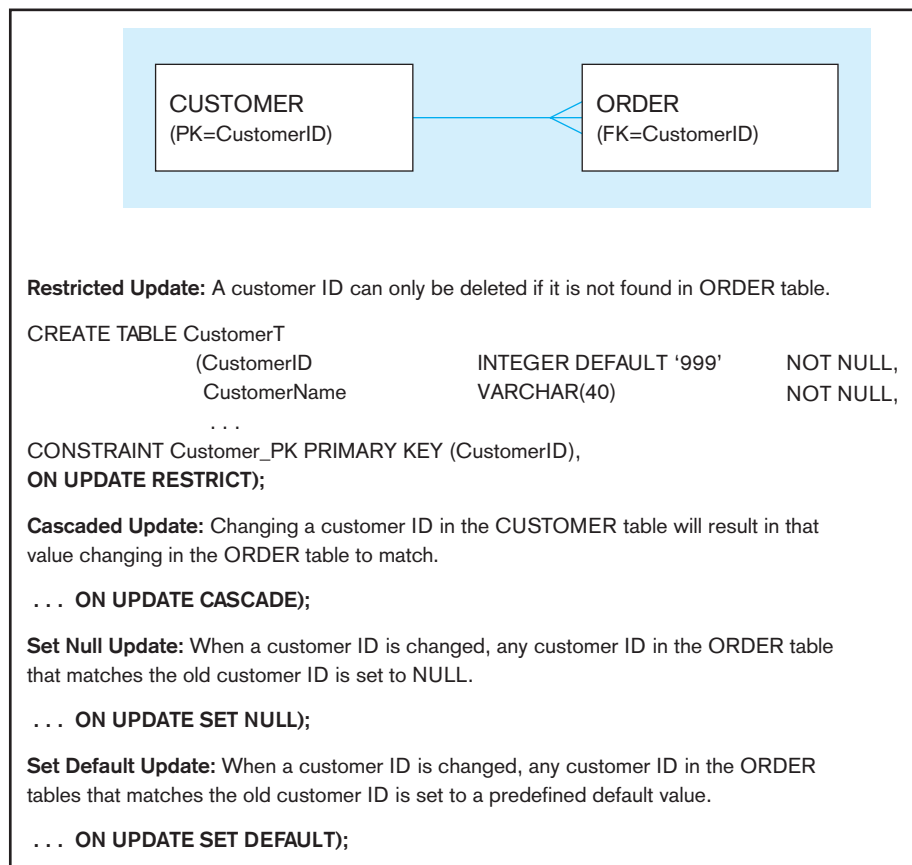 CUSTOMER
(PK=CustomerID)
ORDER
(FK=CustomerID)
Restricted Update: A customer ID can only be deleted if it is not found in ORDER table.
CREATE TABLE CustomerT
(CustomerID INTEGER DEFAULT ‘999’ NOT NULL,
CustomerName VARCHAR(40) NOT NULL,
. . .
CONSTRAINT Customer_PK PRIMARY KEY (CustomerID),
ON UPDATE RESTRICT);
Cascaded Update: Changing a customer ID in the CUSTOMER table will result in that
value changing in the ORDER table to match.
. . . ON UPDATE CASCADE);
Set Null Update: When a customer ID is changed, any customer ID in the ORDER table
that matches the old customer ID is set to NULL.
. . . ON UPDATE SET NULL);
Set Default Update: When a customer ID is changed, any customer ID in the ORDER
tables that matches the old customer ID is set to a predefined default value.
. . . ON UPDATE SET DEFAULT);